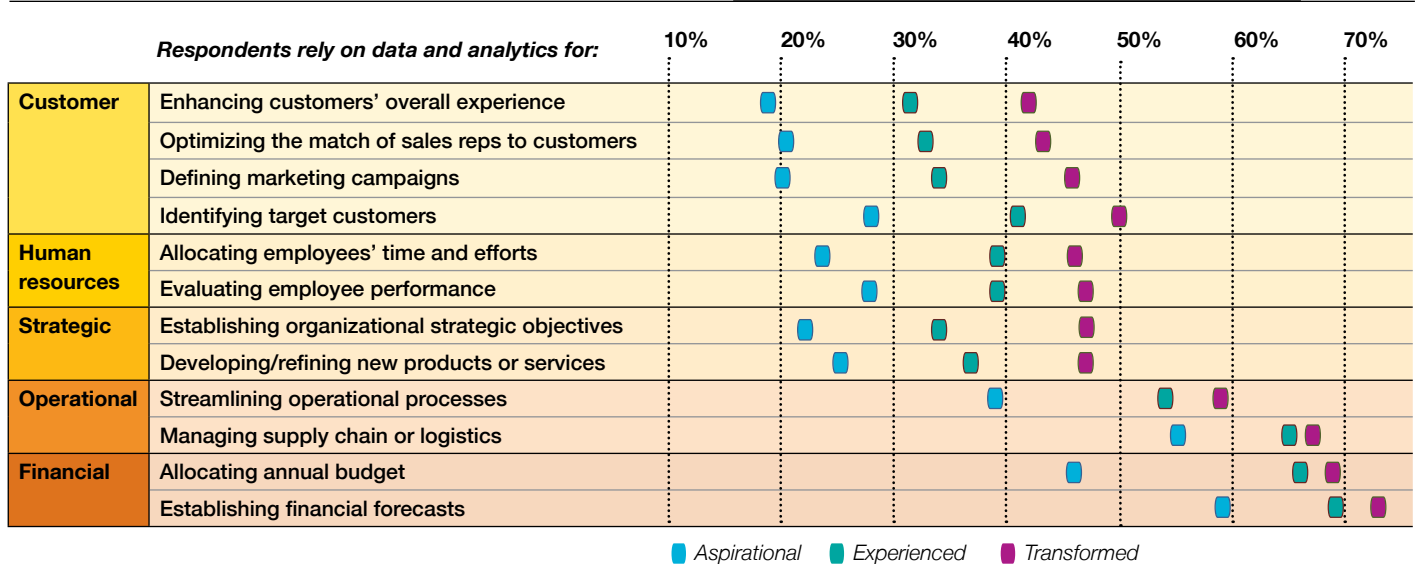 Respondents rely on data and analytics for: 10% 20% 30% 40% 50% 60% 70%
Customer Enhancing customers’ overall experience
Optimizing the match of sales reps to customers
Defining marketing campaigns
Identifying target customers
Human resources Allocating employees’ time and efforts
Evaluating employee performance
Strategic Establishing organizational strategic objectives
Developing/refining new products or services
Operational Streamlining operational processes
Managing supply chain or logistics
Financial Allocating annual budget
Establishing financial forecasts
Aspirational Experienced Transformed